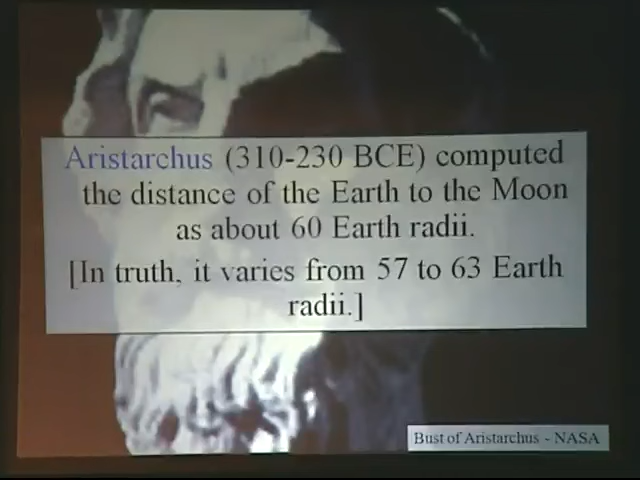 Aristarchus (310-230 BCE) computed
the distance of the Earth to the Moon
as about 60 Earth radii.
[In truth, it varies from 57 to 63 Earth
radii.]
Bust of Aristarchus - NASA